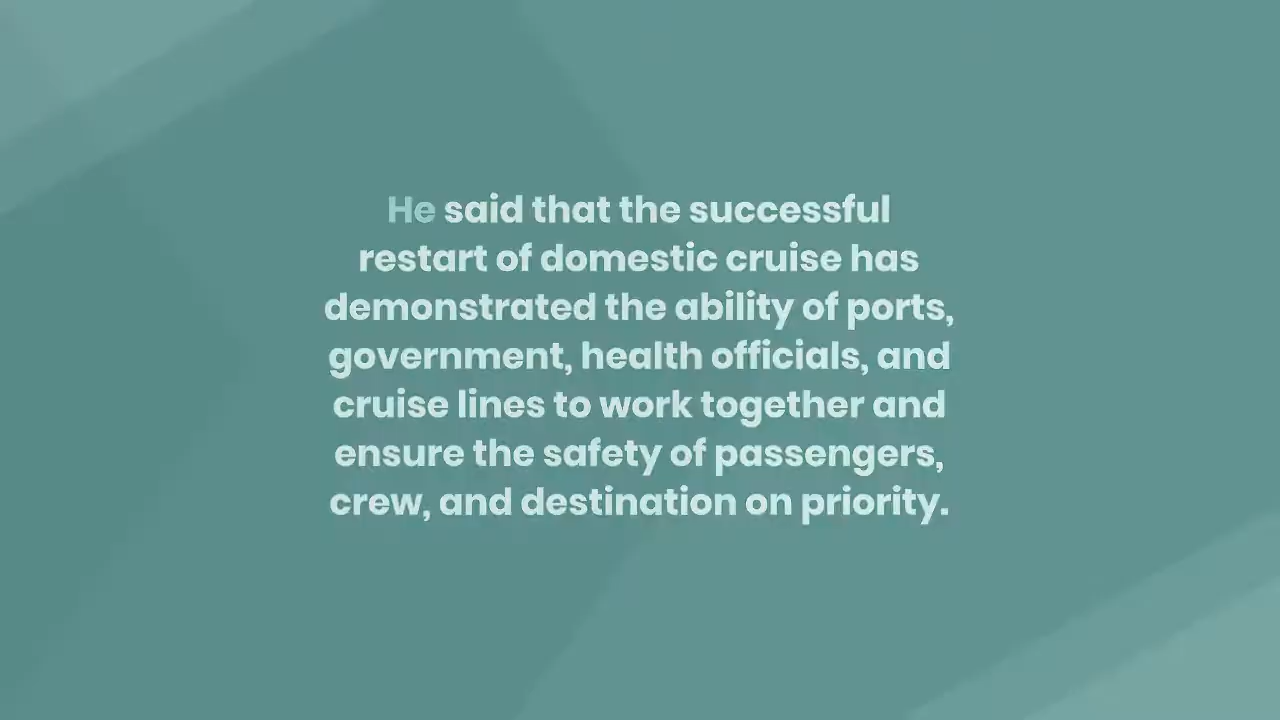 He said that the successful
restart of domestic cruise has
demonstrated the ability of ports,
government, health officials, and
cruise lines to work together and
ensure the safety of passengers,
crew, and destination on priority.